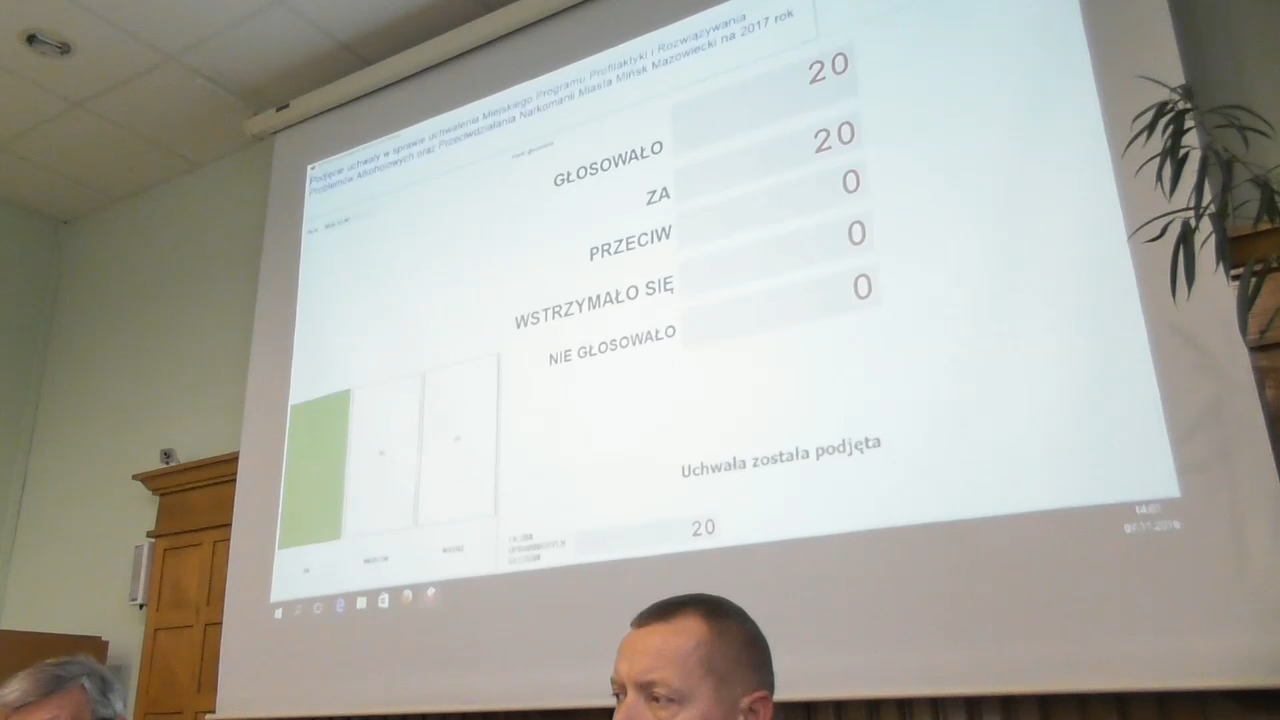 Podjęcie uchwały w sprawie uchwalenia Miejskiego Programu Profilaktyki i Rozwiązywania
Problemów Alkoholowych oraz Przeciwdziałania Narkomanii Miasta Mińsk Mazowiecki na 2017 rok
GŁOSOWAŁO 20
ZA 20
PRZECIW 0
WSTRZYMAŁO SIĘ 0
NIE GŁOSOWAŁO 0
Uchwała została podjęta
20